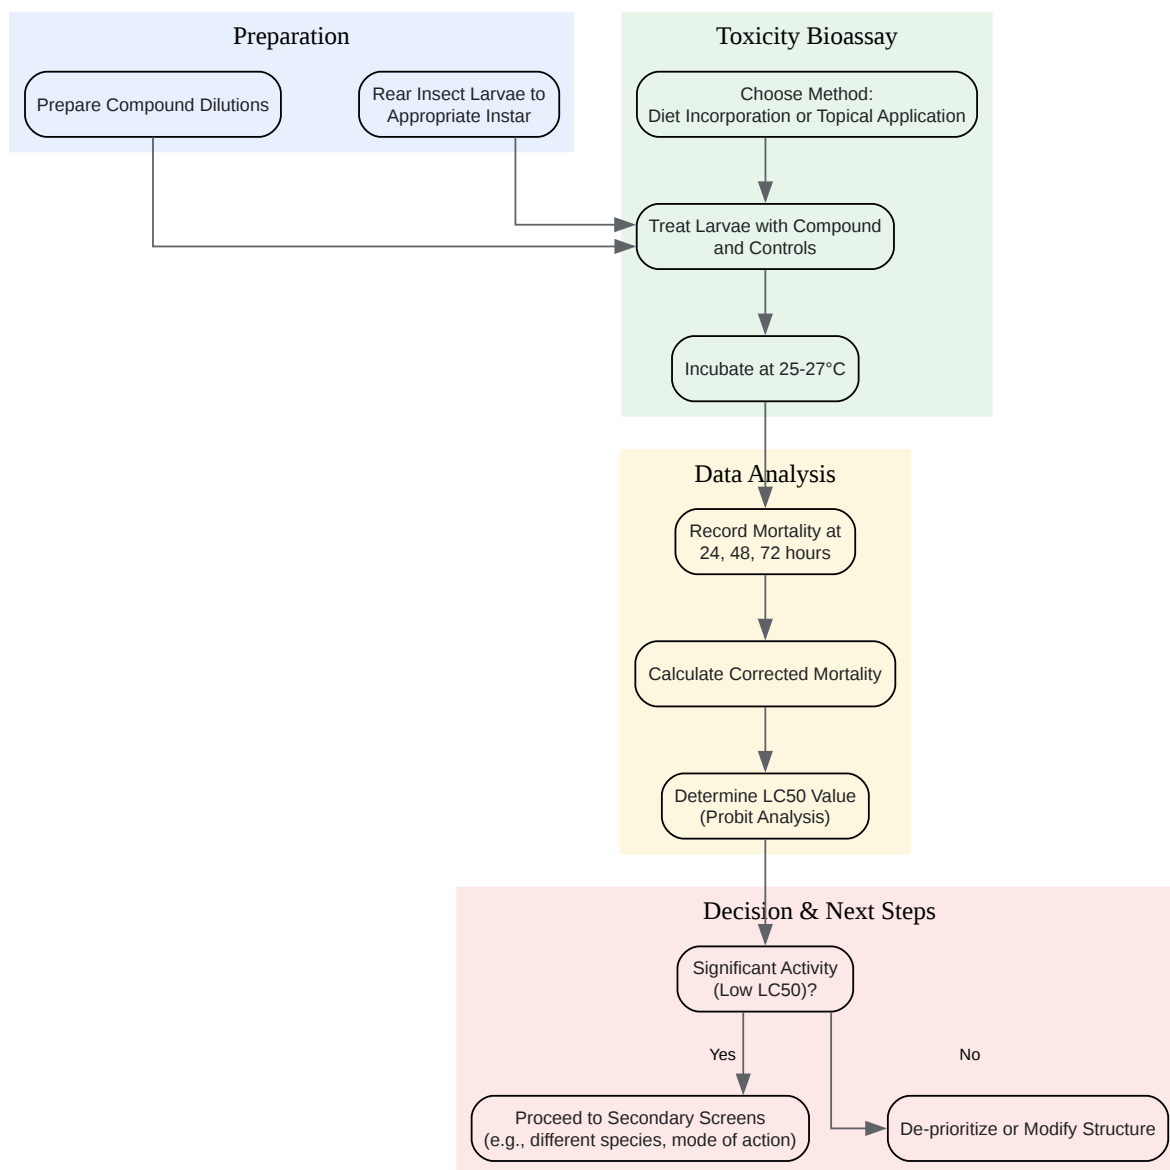 Preparation
Prepare Compound Dilutions
Rear Insect Larvae to
Appropriate Instar
Toxicity Bioassay
Choose Method:
Diet Incorporation or Topical Application
Treat Larvae with Compound
and Controls
Incubate at 25-27°C
Data Analysis
Record Mortality at
24, 48, 72 hours
Calculate Corrected Mortality
Determine LC50 Value
(Probit Analysis)
Decision & Next Steps
Significant Activity
(Low LC50)?
Yes
No
Proceed to Secondary Screens
(e.g., different species, mode of action)
De-prioritize or Modify Structure